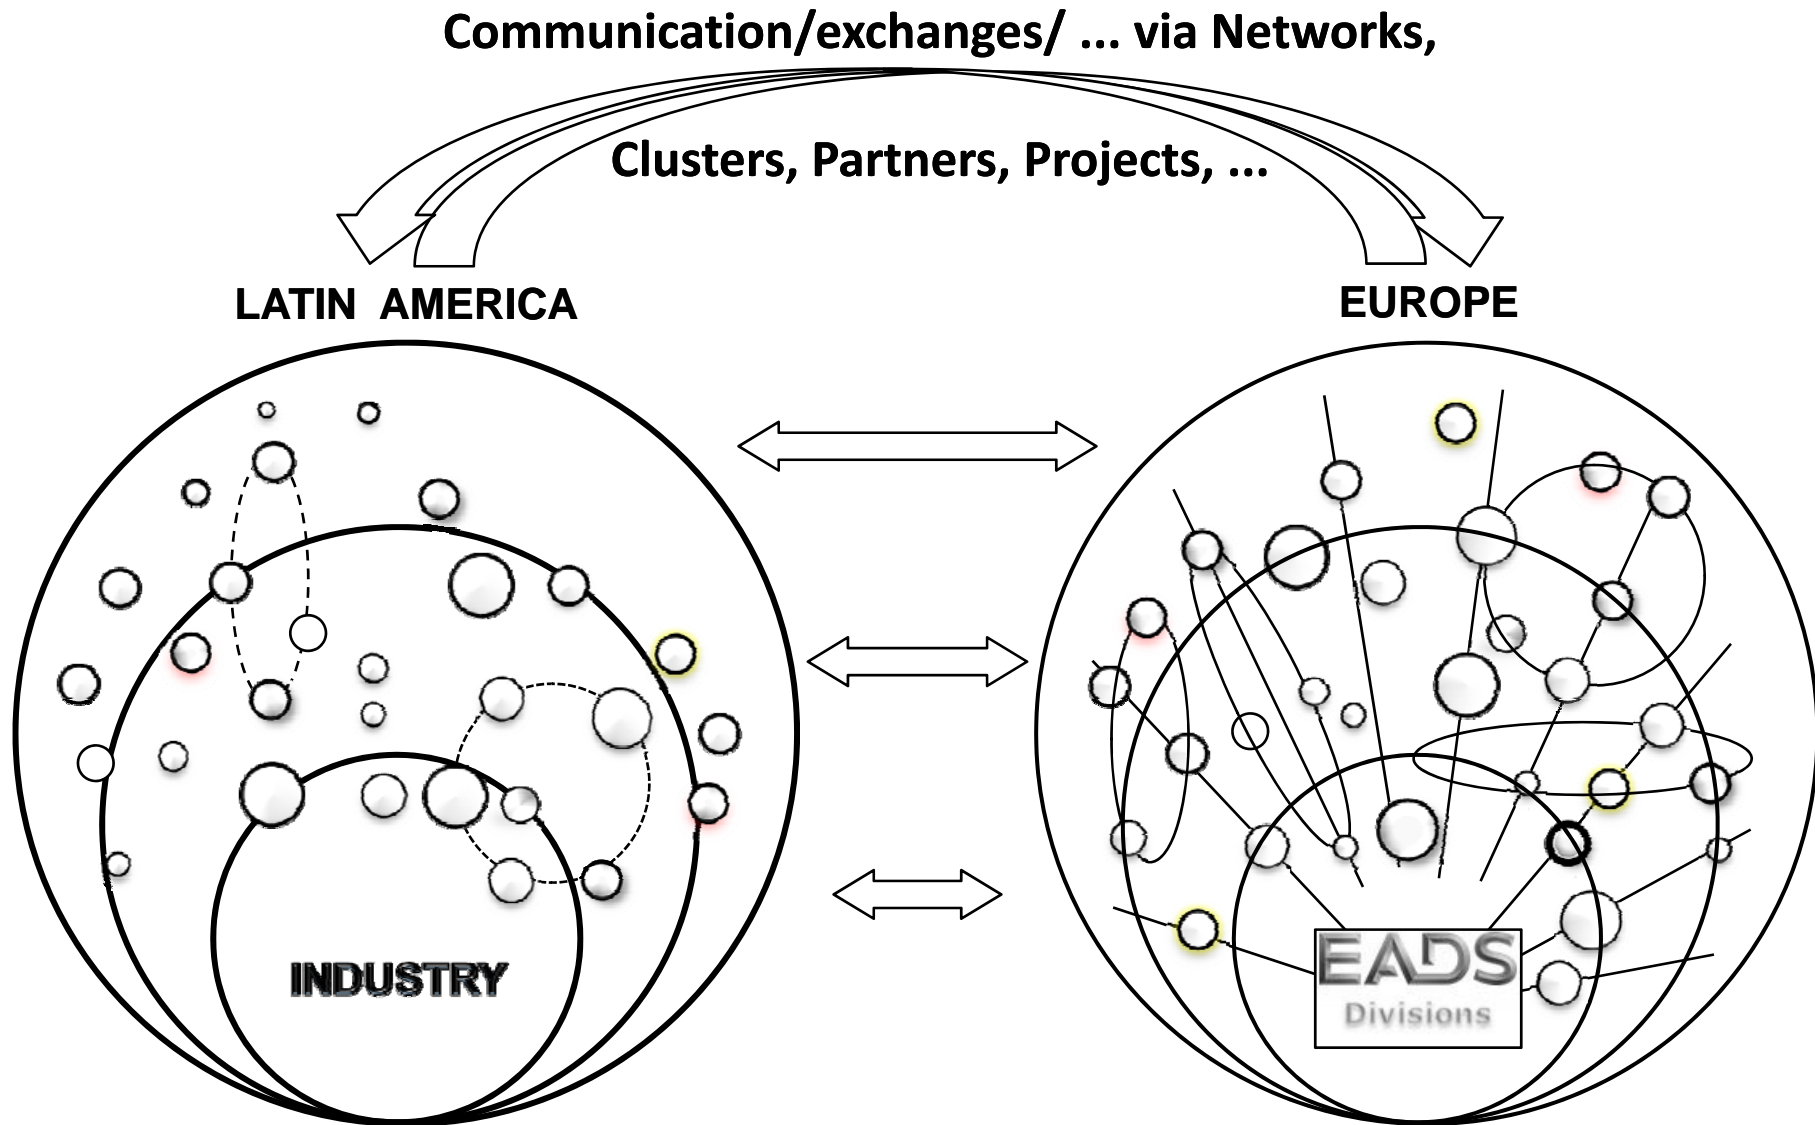 Communication/exchanges/ ... via Networks,
Clusters, Partners, Projects, ...
LATIN AMERICA
EUROPE
INDUSTRY
EADS
Divisions